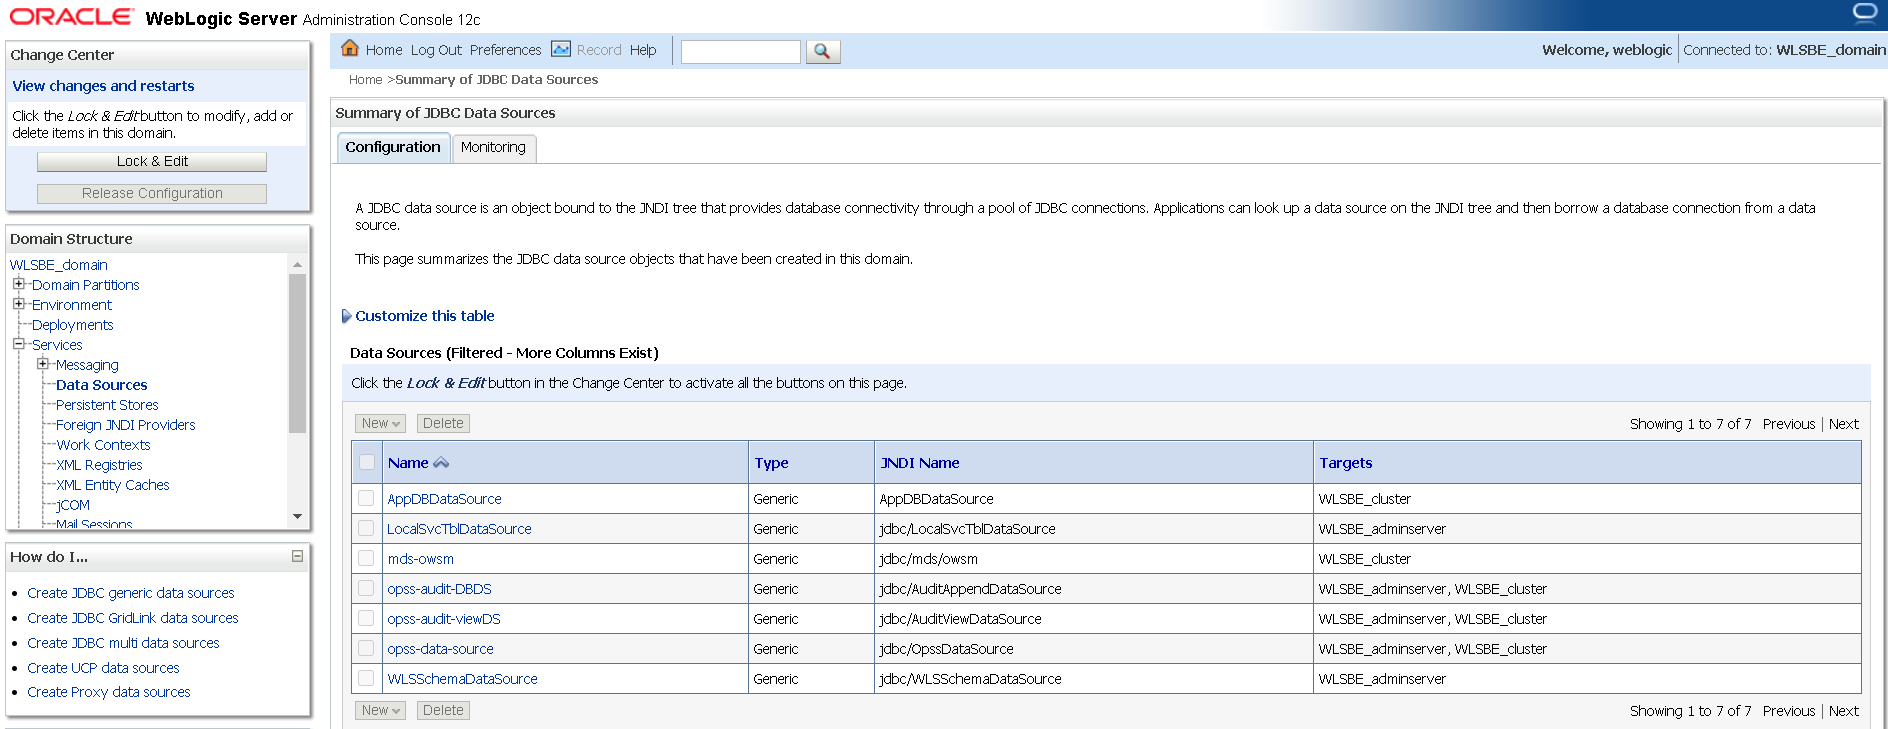 ORACLE WebLogic Server Administration Console 12c
Change Center
View changes and restarts
Click the Lock & Edit button to modify, add or
delete items in this domain.
Lock & Edit
Release Configuration
Domain Structure
WLSBE_domain
Domain Partitions
Environment
Deployments
Services
Messaging
Data Sources
Persistent Stores
Foreign JNDI Providers
Work Contexts
XML Registries
XML Entity Caches
jCOM
Mail Sessions
How do I...
Create JDBC generic data sources
Create JDBC GridLink data sources
Create JDBC multi data sources
Create UCP data sources
Create Proxy data sources
Home Log Out Preferences Record Help
Welcome, weblogic Connected to: WLSBE_domain
Home >Summary of JDBC Data Sources
Summary of JDBC Data Sources
Configuration Monitoring
A JDBC data source is an object bound to the JNDI tree that provides database connectivity through a pool of JDBC connections. Applications can look up a data source on the JNDI tree and then borrow a database connection from a data
source.
This page summarizes the JDBC data source objects that have been created in this domain.
Customize this table
Data Sources (Filtered - More Columns Exist)
Click the Lock & Edit button in the Change Center to activate all the buttons on this page.
New Delete Showing 1 to 7 of 7 Previous | Next
Name Type JNDI Name Targets
AppDBDataSource Generic AppDBDataSource WLSBE_cluster
LocalSvcTblDataSource Generic jdbc/LocalSvcTblDataSource WLSBE_adminserver
mds-owsm Generic jdbc/mds/owsm WLSBE_cluster
opss-audit-DBDS Generic jdbc/AuditAppendDataSource WLSBE_adminserver, WLSBE_cluster
opss-audit-viewDS Generic jdbc/AuditViewDataSource WLSBE_adminserver, WLSBE_cluster
opss-data-source Generic jdbc/OpssDataSource WLSBE_adminserver, WLSBE_cluster
WLSSchemaDataSource Generic jdbc/WLSSchemaDataSource WLSBE_adminserver
New Delete Showing 1 to 7 of 7 Previous | Next